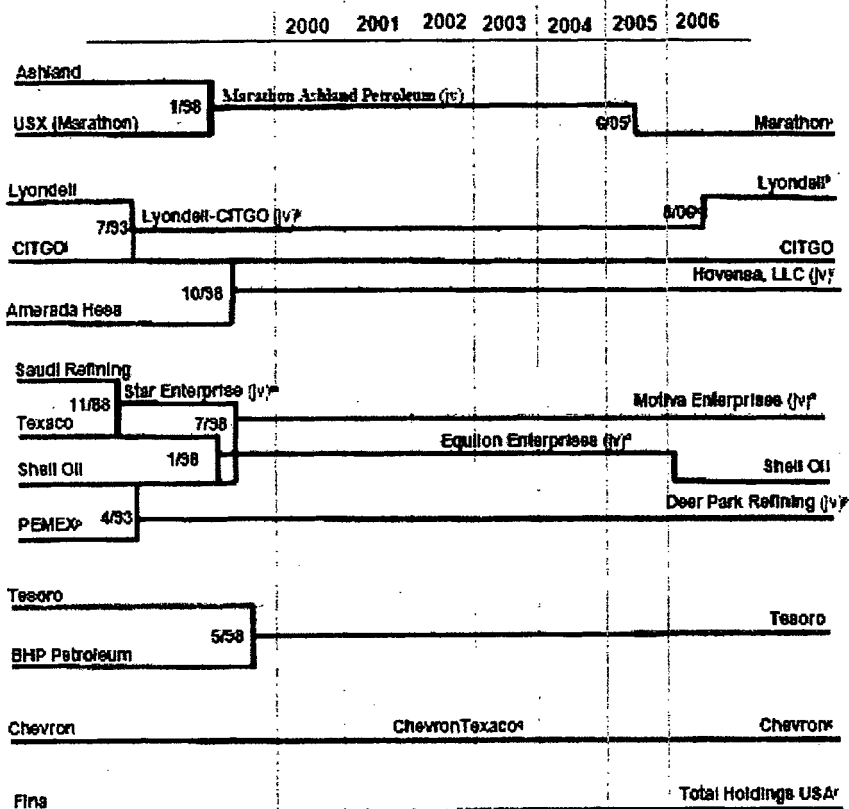 2000 2001 2002 2003 2004 2005 2006
Ashland
1/98 Marathon Ashland Petroleum (jv)
USX (Marathon) 6/05 Marathon
Lyondell Lyondell
7/93 Lyondell-CITGO (jv) 8/06
CITGO CITGO
Hovensa, LLC (jv)
10/98
Amerada Hess
Saudi Refining
Star Enterprise (jv)
11/88 Motiva Enterprises (jv)
Texaco 7/98
Equilon Enterprises (jv)
1/98
Shell Oil Shell Oil
Deer Park Refining (jv)
PEMEX 4/93
Tesoro
5/98 Tesoro
BHP Petroleum
Chevron ChevronTexaco Chevron
Fina Total Holdings USA